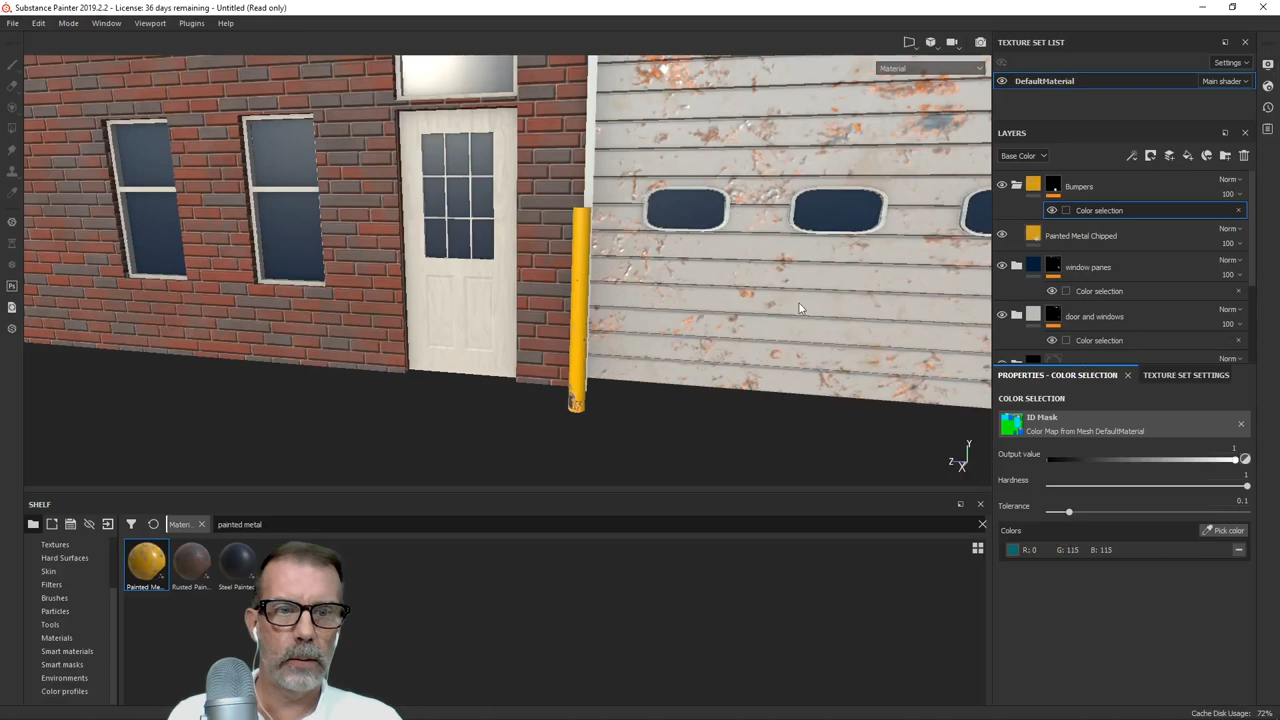 Substance Painter 2019.2.2 - License: 36 days remaining - Untitled (Read only)
File Edit Mode Window Viewport Plugins Help
Material
TEXTURE SET LIST
Settings
DefaultMaterial Main shader
LAYERS
Base Color
Bumpers Norm
100
Color selection
Painted Metal Chipped Norm
100
window panes Norm
100
Color selection
door and windows Norm
100
Color selection
Norm
PROPERTIES - COLOR SELECTION TEXTURE SET SETTINGS
COLOR SELECTION
ID Mask
Color Map from Mesh DefaultMaterial
Output value 1
Hardness 1
Tolerance 0.1
Colors Pick color
R: 0 G: 115 B: 115
Y
Z
X
SHELF
Materi... painted metal
Textures
Hard Surfaces
Skin
Filters
Brushes
Particles
Tools
Materials
Smart materials
Smart masks
Environments
Color profiles
Ps
Painted Me... Rusted Pain... Steel Painted
Cache Disk Usage: 72%